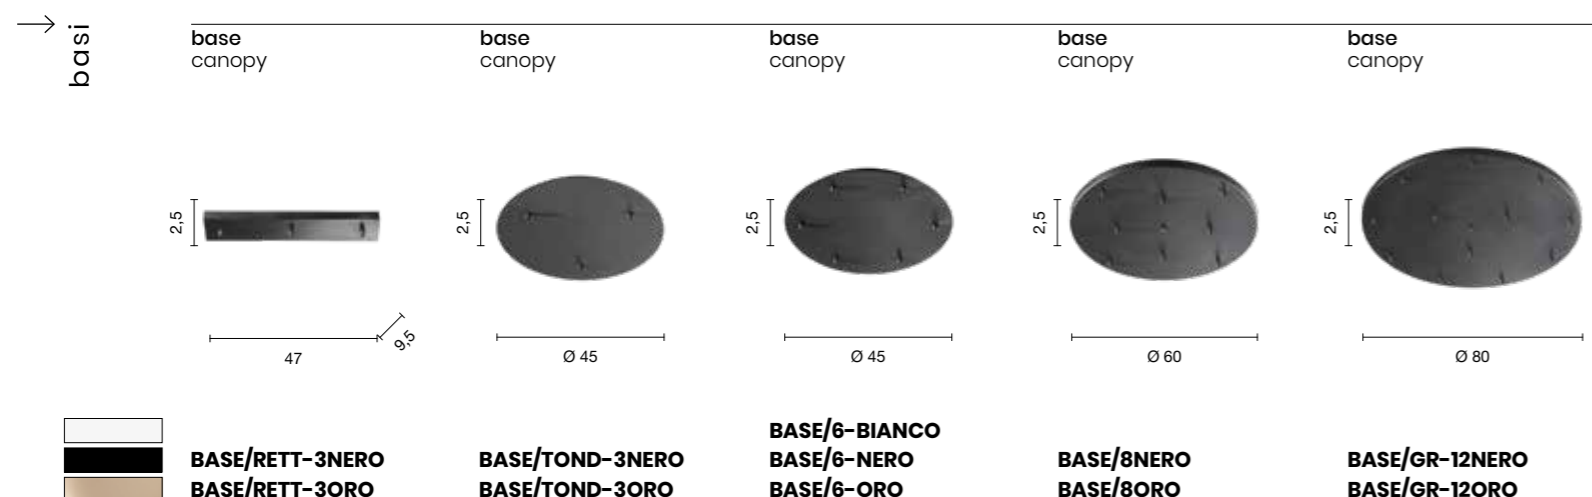 basi
base base base base base
canopy canopy canopy canopy canopy
2,5 2,5 2,5 2,5 2,5
47 9,5 Ø 45 Ø 45 Ø 60 Ø 80
BASE/6-BIANCO
BASE/RETT-3NERO BASE/TOND-3NERO BASE/6-NERO BASE/8NERO BASE/GR-12NERO
BASE/RETT-3ORO BASE/TOND-3ORO BASE/6-ORO BASE/8ORO BASE/GR-12ORO